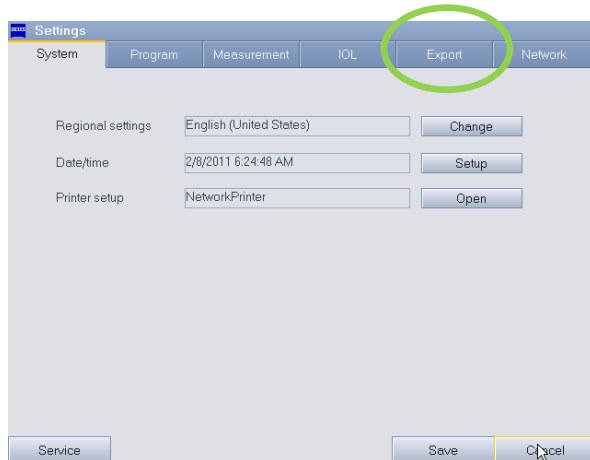 ZEISS Settings
System Program Measurement IOL Export Network
Regional settings English (United States) Change
Date/time 2/8/2011 6:24:48 AM Setup
Printer setup NetworkPrinter Open
Service Save Cancel